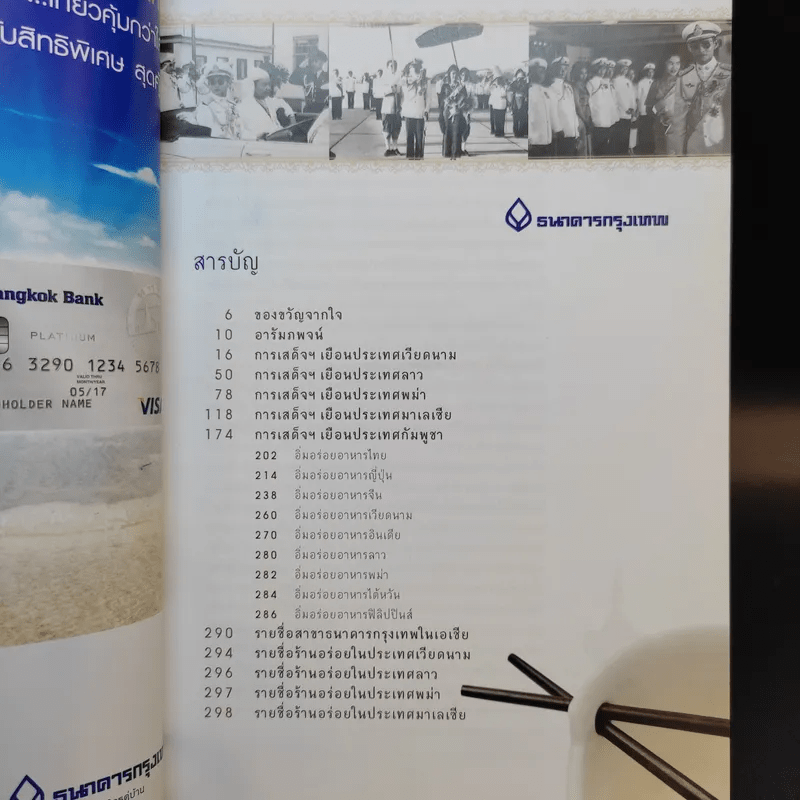 สิทธิพิเศษ
Bangkok Bank
PLATINUM
6 3290 1234 5678
VALID THRU
MONTH/YEAR
05/17
HOLDER NAME
VISA
ธนาคารกรุงเทพ
ธนาคารกรุงเทพ
สารบัญ
6 ของขวัญจากใจ
10 อารัมภพจน์
16 การเสด็จฯ เยือนประเทศเวียดนาม
50 การเสด็จฯ เยือนประเทศลาว
78 การเสด็จฯ เยือนประเทศพม่า
118 การเสด็จฯ เยือนประเทศมาเลเซีย
174 การเสด็จฯ เยือนประเทศกัมพูชา
202 อิ่มอร่อยอาหารไทย
214 อิ่มอร่อยอาหารญี่ปุ่น
238 อิ่มอร่อยอาหารจีน
260 อิ่มอร่อยอาหารเวียดนาม
270 อิ่มอร่อยอาหารอินเดีย
280 อิ่มอร่อยอาหารลาว
282 อิ่มอร่อยอาหารพม่า
284 อิ่มอร่อยอาหารไต้หวัน
286 อิ่มอร่อยอาหารฟิลิปปินส์
290 รายชื่อสาขาธนาคารกรุงเทพในเอเชีย
294 รายชื่อร้านอร่อยในประเทศเวียดนาม
296 รายชื่อร้านอร่อยในประเทศลาว
297 รายชื่อร้านอร่อยในประเทศพม่า
298 รายชื่อร้านอร่อยในประเทศมาเลเซีย